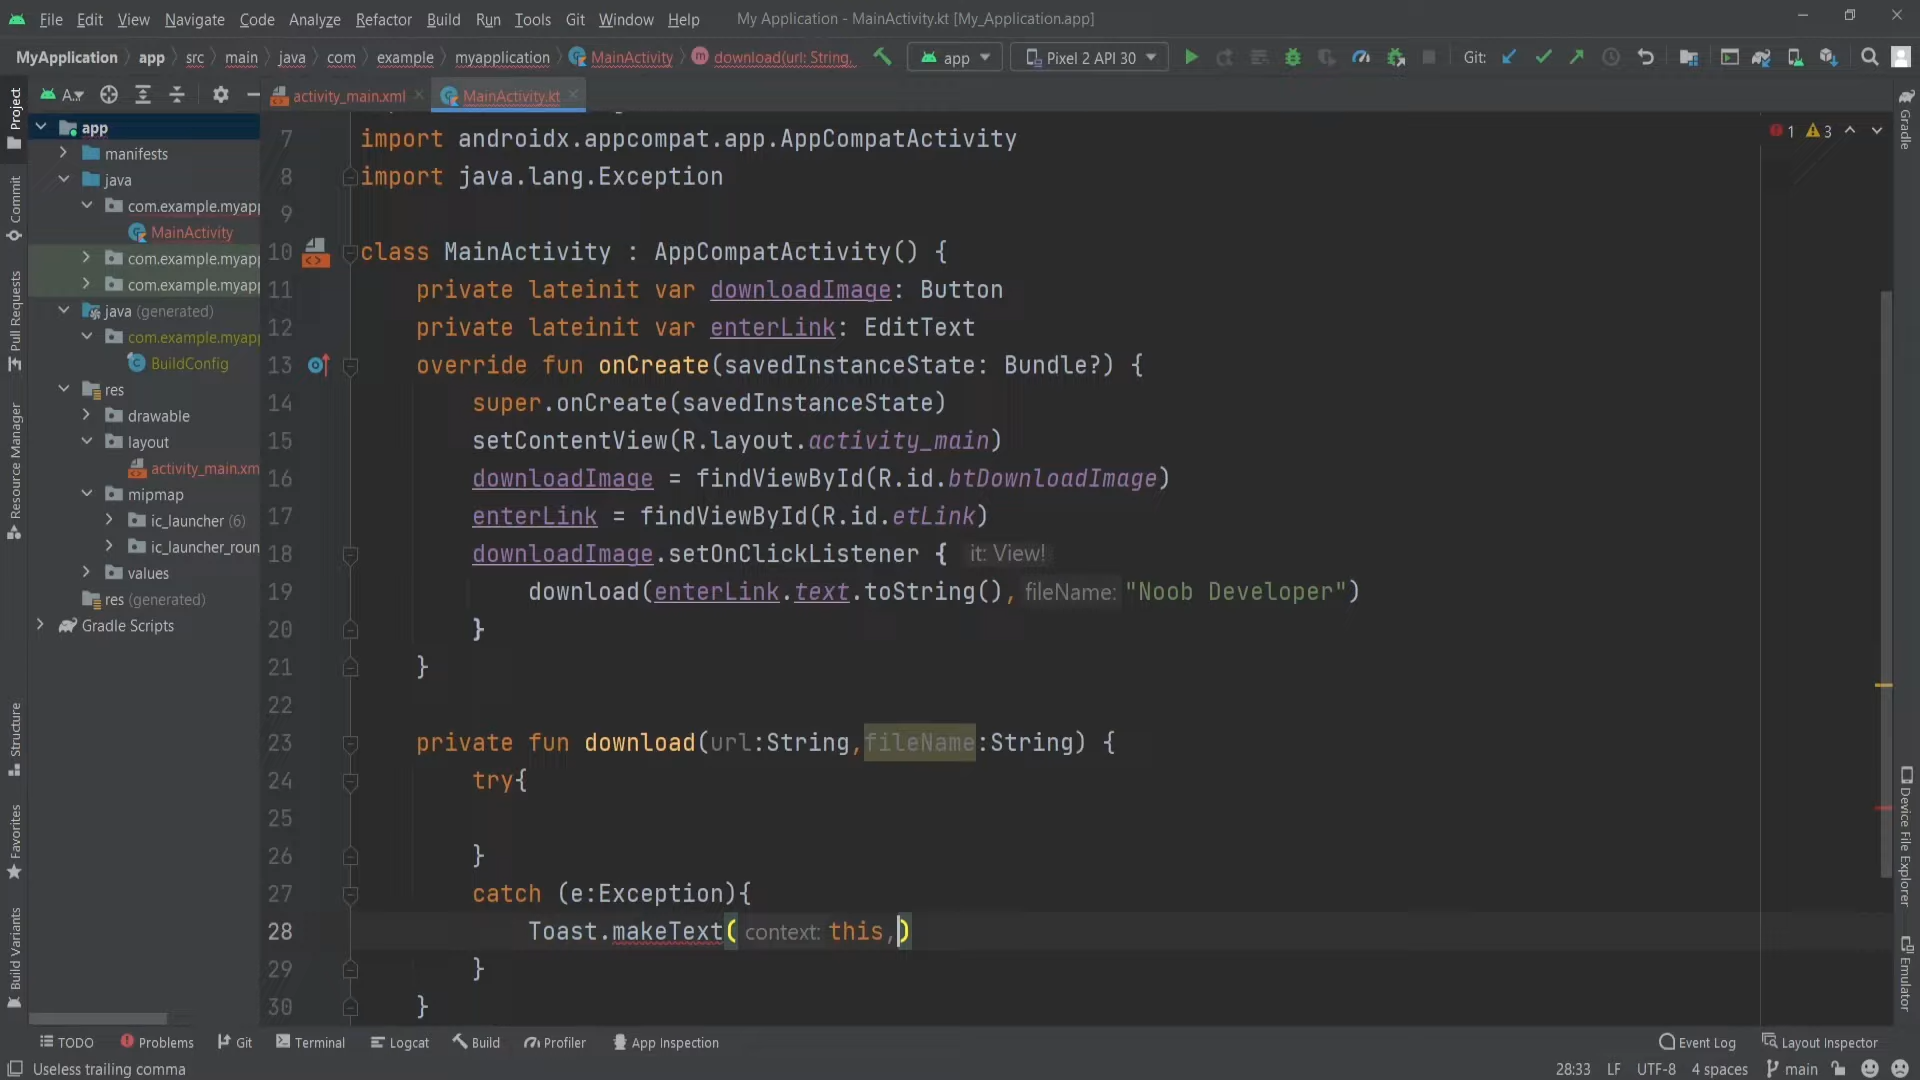 File Edit View Navigate Code Analyze Refactor Build Run Tools Git Window Help My Application - MainActivity.kt [My_Application.app]
MyApplication app src main java com example myapplication MainActivity download(url: String, app Pixel 2 API 30 Git:
A... activity_main.xml MainActivity.kt
Project
Commit
Pull Requests
Resource Manager
Structure
Favorites
Build Variants
app
manifests
java
com.example.myapp
MainActivity
com.example.myapp
com.example.myapp
java (generated)
com.example.myapp
BuildConfig
res
drawable
layout
activity_main.xm
mipmap
ic_launcher (6)
ic_launcher_roun
values
res (generated)
Gradle Scripts
1 3
7 import androidx.appcompat.app.AppCompatActivity
8 import java.lang.Exception
9
10 class MainActivity : AppCompatActivity() {
11 private lateinit var downloadImage: Button
12 private lateinit var enterLink: EditText
13 override fun onCreate(savedInstanceState: Bundle?) {
14 super.onCreate(savedInstanceState)
15 setContentView(R.layout.activity_main)
16 downloadImage = findViewById(R.id.btDownloadImage)
17 enterLink = findViewById(R.id.etLink)
18 downloadImage.setOnClickListener { it: View!
19 download(enterLink.text.toString(), fileName: "Noob Developer")
20 }
21 }
22
23 private fun download(url:String,fileName:String) {
24 try{
25
26 }
27 catch (e:Exception){
28 Toast.makeText( context: this,)
29 }
30 }
Gradle
Device File Explorer
Emulator
TODO Problems Git Terminal Logcat Build Profiler App Inspection Event Log Layout Inspector
Useless trailing comma 28:33 LF UTF-8 4 spaces main